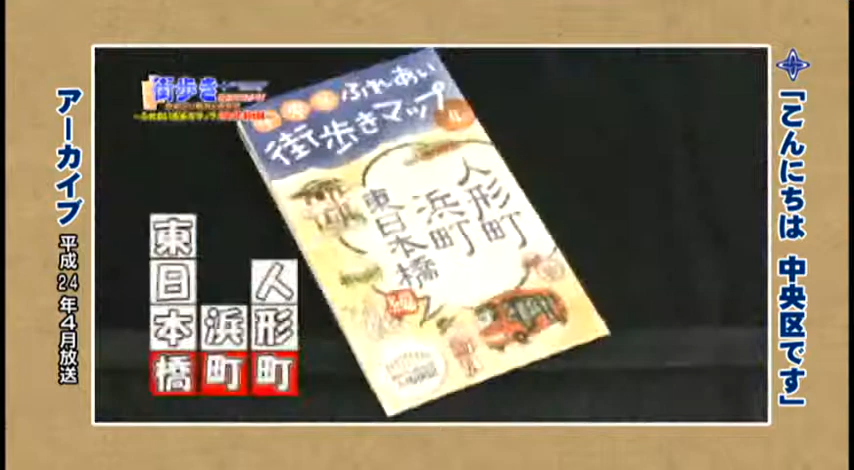 「こんにちは 中央区です」
アーカイブ 平成24年4月放送
街歩き
ふれあい
街歩きマップ
人形町
浜町
東日本橋
人形町
浜町
東日本橋